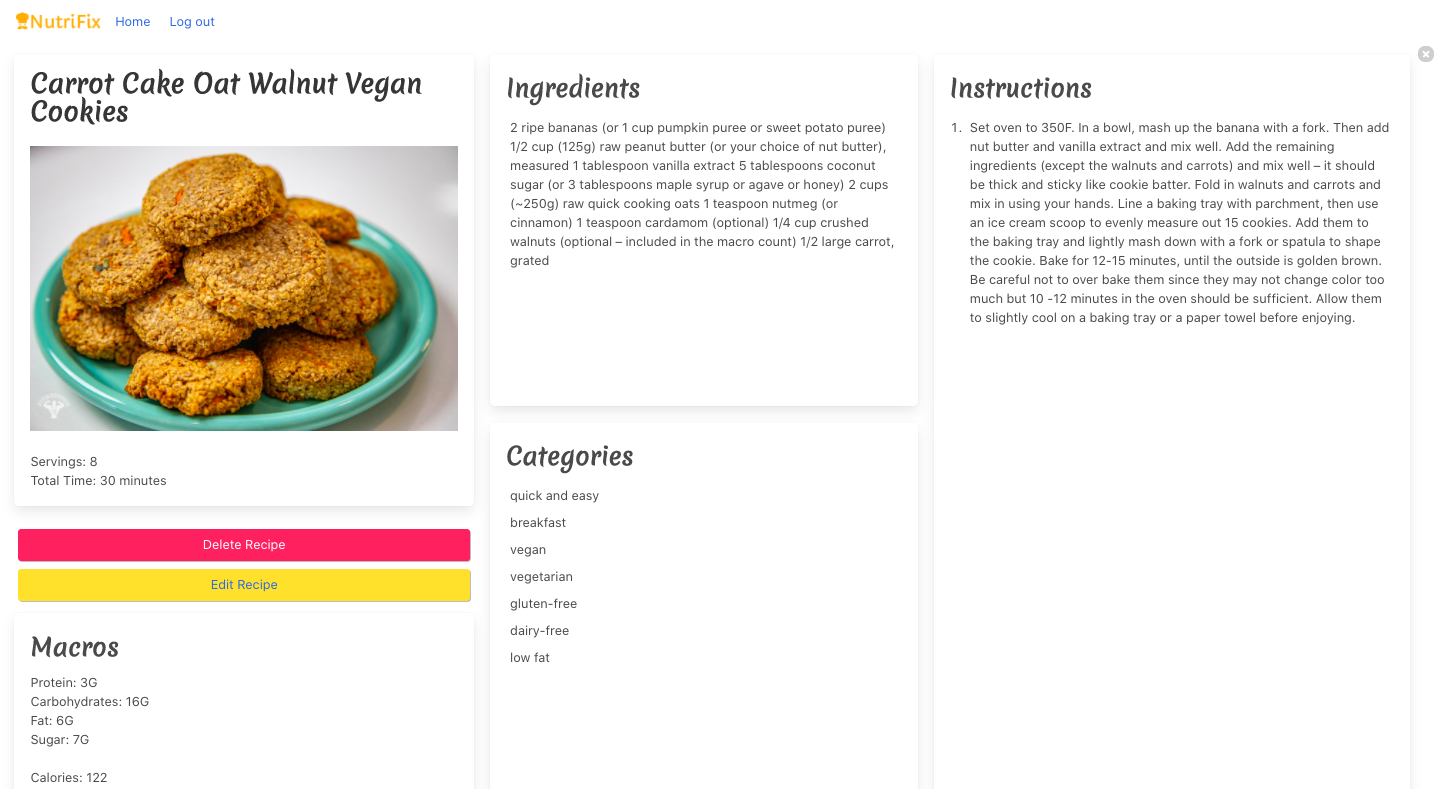 NutriFix Home Log out
Carrot Cake Oat Walnut Vegan
Cookies
Servings: 8
Total Time: 30 minutes
Delete Recipe
Edit Recipe
Macros
Protein: 3G
Carbohydrates: 16G
Fat: 6G
Sugar: 7G
Calories: 122
Ingredients
2 ripe bananas (or 1 cup pumpkin puree or sweet potato puree)
1/2 cup (125g) raw peanut butter (or your choice of nut butter),
measured 1 tablespoon vanilla extract 5 tablespoons coconut
sugar (or 3 tablespoons maple syrup or agave or honey) 2 cups
(~250g) raw quick cooking oats 1 teaspoon nutmeg (or
cinnamon) 1 teaspoon cardamom (optional) 1/4 cup crushed
walnuts (optional – included in the macro count) 1/2 large carrot,
grated
Categories
quick and easy
breakfast
vegan
vegetarian
gluten-free
dairy-free
low fat
Instructions
1. Set oven to 350F. In a bowl, mash up the banana with a fork. Then add
nut butter and vanilla extract and mix well. Add the remaining
ingredients (except the walnuts and carrots) and mix well – it should
be thick and sticky like cookie batter. Fold in walnuts and carrots and
mix in using your hands. Line a baking tray with parchment, then use
an ice cream scoop to evenly measure out 15 cookies. Add them to
the baking tray and lightly mash down with a fork or spatula to shape
the cookie. Bake for 12-15 minutes, until the outside is golden brown.
Be careful not to over bake them since they may not change color too
much but 10 -12 minutes in the oven should be sufficient. Allow them
to slightly cool on a baking tray or a paper towel before enjoying.